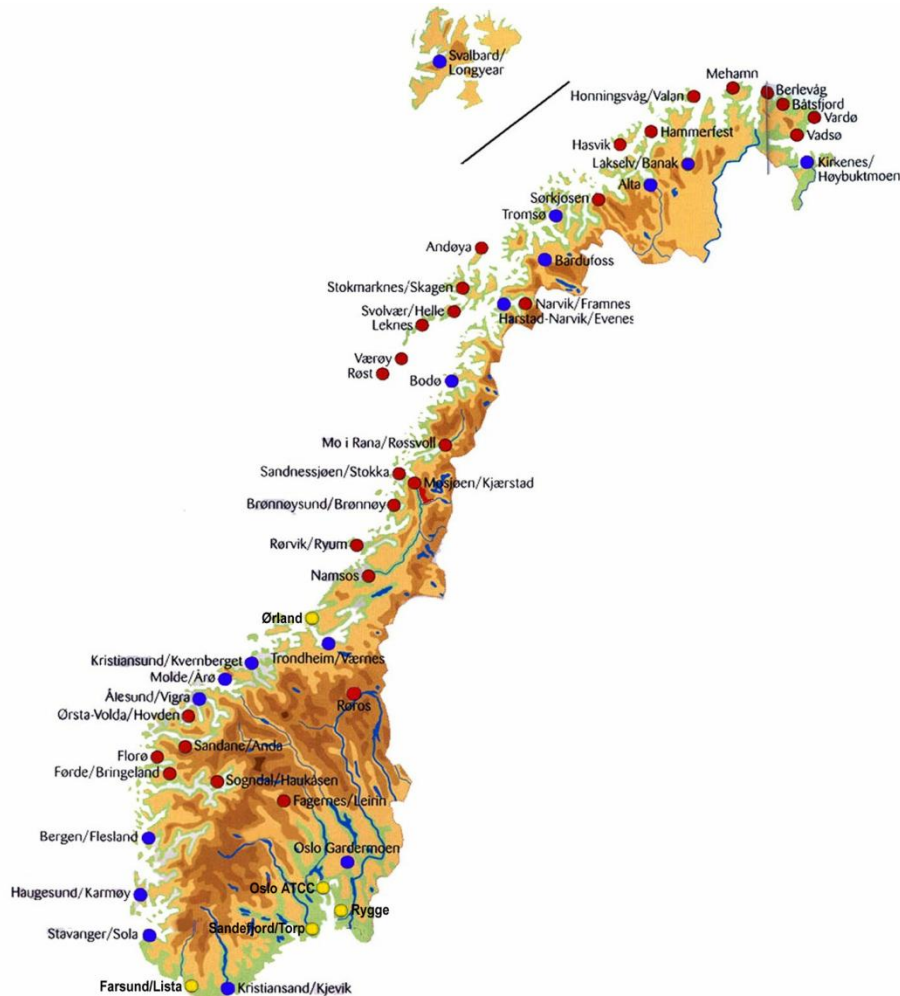 Svalbard/
Longyear
Mehamn
Berlevåg
Honningsvåg/Valan
Båtsfjord
Vardø
Hammerfest
Vadsø
Hasvik
Lakselv/Banak
Kirkenes/
Høybuktmoen
Alta
Sørkjosen
Tromsø
Andøya
Bardufoss
Stokmarknes/Skagen
Narvik/Framnes
Svolvær/Helle
Harstad-Narvik/Evenes
Leknes
Værøy
Røst
Bodø
Mo i Rana/Røssvoll
Sandnessjøen/Stokka
Mosjøen/Kjærstad
Brønnøysund/Brønnøy
Rørvik/Ryum
Namsos
Ørland
Kristiansund/Kvernberget
Trondheim/Værnes
Molde/Årø
Ålesund/Vigra
Røros
Ørsta-Volda/Hovden
Sandane/Anda
Florø
Førde/Bringeland
Sogndal/Haukåsen
Fagernes/Leirin
Bergen/Flesland
Oslo Gardermoen
Oslo ATCC
Haugesund/Karmøy
Rygge
Sandefjord/Torp
Stavanger/Sola
Farsund/Lista
Kristiansand/Kjevik